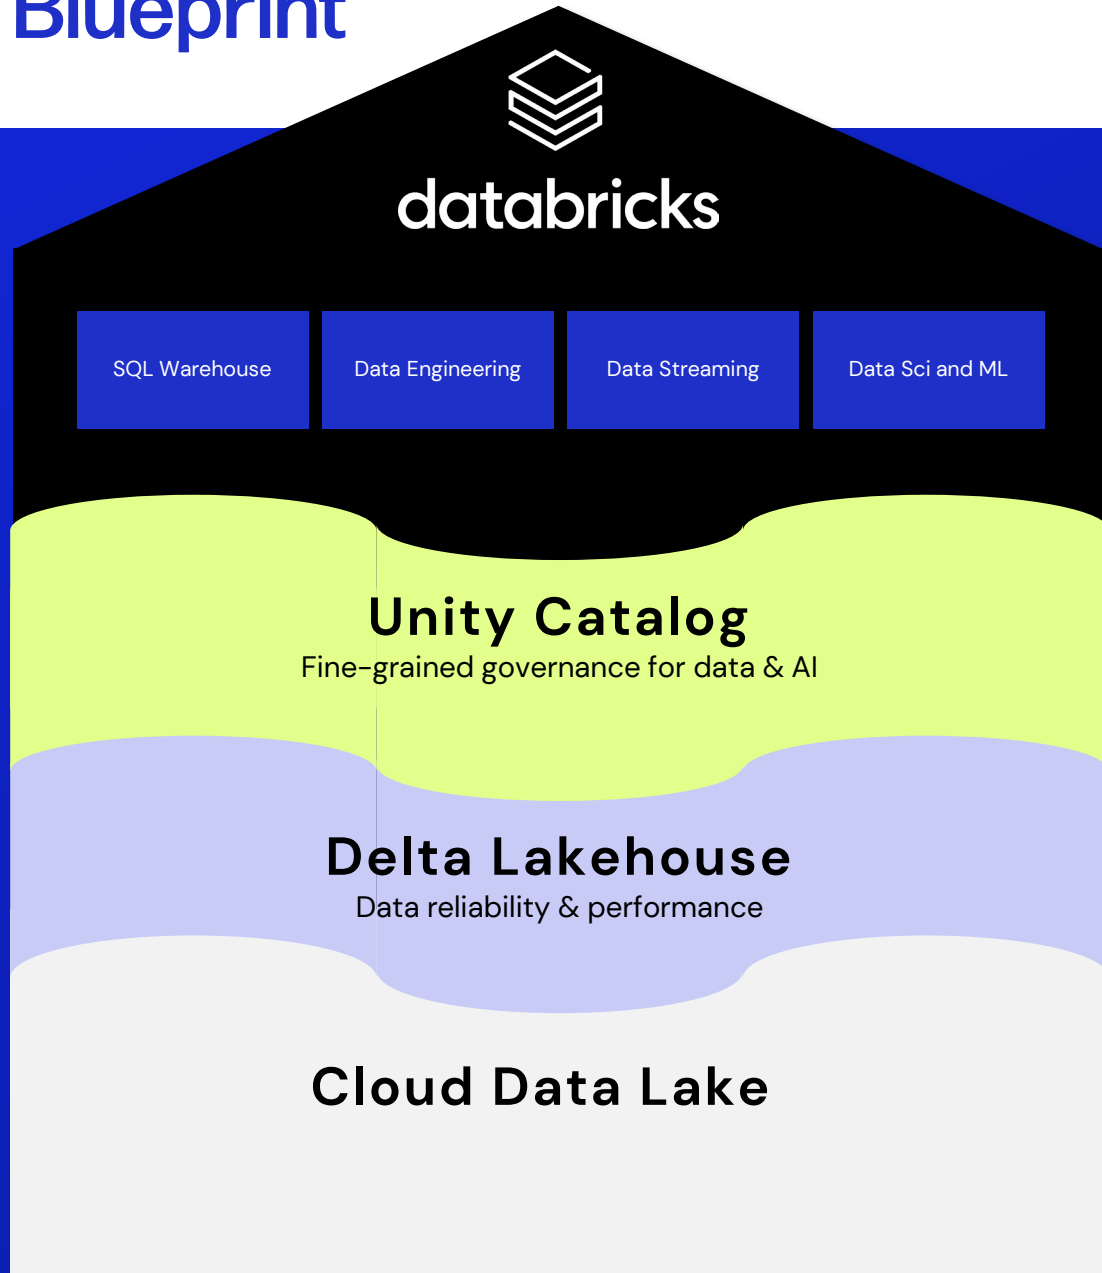 Blueprint
databricks
SQL Warehouse
Data Engineering
Data Streaming
Data Sci and ML
Unity Catalog
Fine-grained governance for data & AI
Delta Lakehouse
Data reliability & performance
Cloud Data Lake